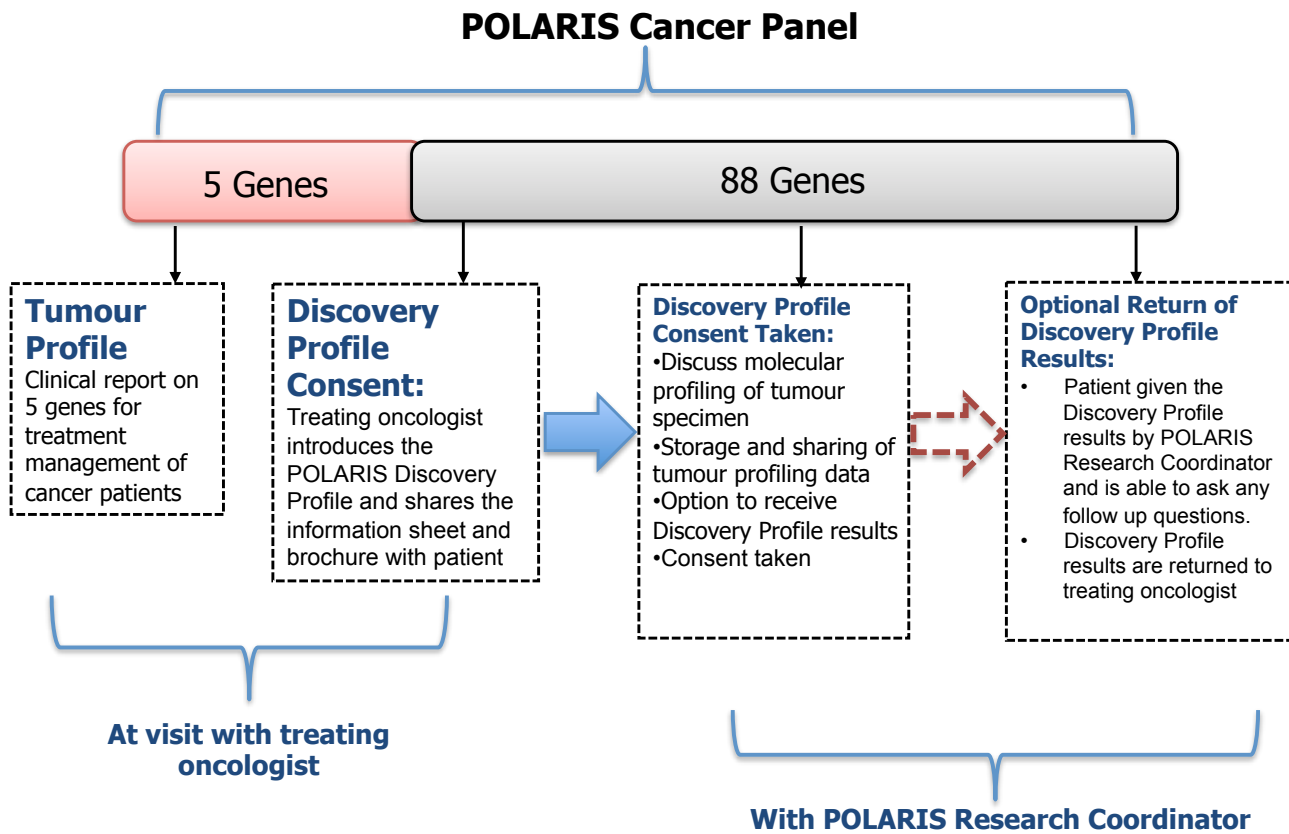 POLARIS Cancer Panel
5 Genes
88 Genes
Tumour
Profile
Clinical report on
5 genes for
treatment
management of
cancer patients
Discovery
Profile
Consent:
Treating oncologist
introduces the
POLARIS Discovery
Profile and shares the
information sheet and
brochure with patient
Discovery Profile
Consent Taken:
•Discuss molecular
profiling of tumour
specimen
•Storage and sharing of
tumour profiling data
•Option to receive
Discovery Profile results
•Consent taken
Optional Return of
Discovery Profile
Results:
• Patient given the
Discovery Profile
results by POLARIS
Research Coordinator
and is able to ask any
follow up questions.
• Discovery Profile
results are returned to
treating oncologist
At visit with treating
oncologist
With POLARIS Research Coordinator